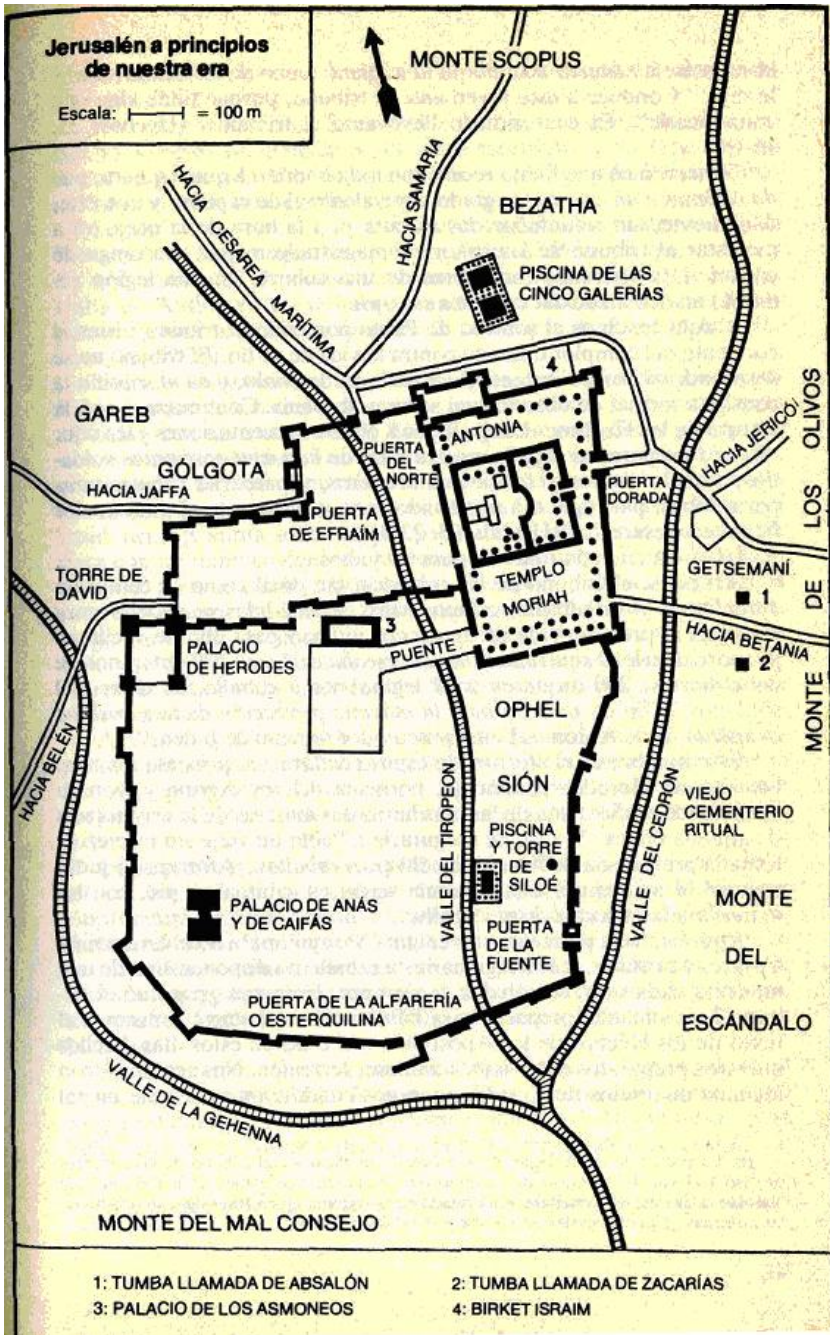 Jerusalén a principios
de nuestra era
Escala: = 100 m
MONTE SCOPUS
HACIA CESAREA MARÍTIMA
HACIA SAMARIA
BEZATHA
PISCINA DE LAS
CINCO GALERÍAS
4
GAREB
ANTONIA
GÓLGOTA
PUERTA
DEL
NORTE
HACIA JERICÓ
HACIA JAFFA
PUERTA
DORADA
PUERTA
DE EFRAÍM
MONTE DE LOS OLIVOS
GETSEMANÍ
1
TORRE DE
DAVID
TEMPLO
MORIAH
3
PALACIO
DE HERODES
PUENTE
HACIA BETANIA
2
OPHEL
HACIA BELÉN
SIÓN
VALLE DEL TIROPEON
VALLE DEL CEDRÓN
VIEJO
CEMENTERIO
RITUAL
PISCINA
Y TORRE
DE
SILOÉ
PALACIO DE ANÁS
Y DE CAIFÁS
PUERTA
DE LA
FUENTE
MONTE
DEL
ESCÁNDALO
PUERTA DE LA ALFARERÍA
O ESTERQUILINA
VALLE DE LA GEHENNA
MONTE DEL MAL CONSEJO
1: TUMBA LLAMADA DE ABSALÓN
2: TUMBA LLAMADA DE ZACARÍAS
3: PALACIO DE LOS ASMONEOS
4: BIRKET ISRAIM